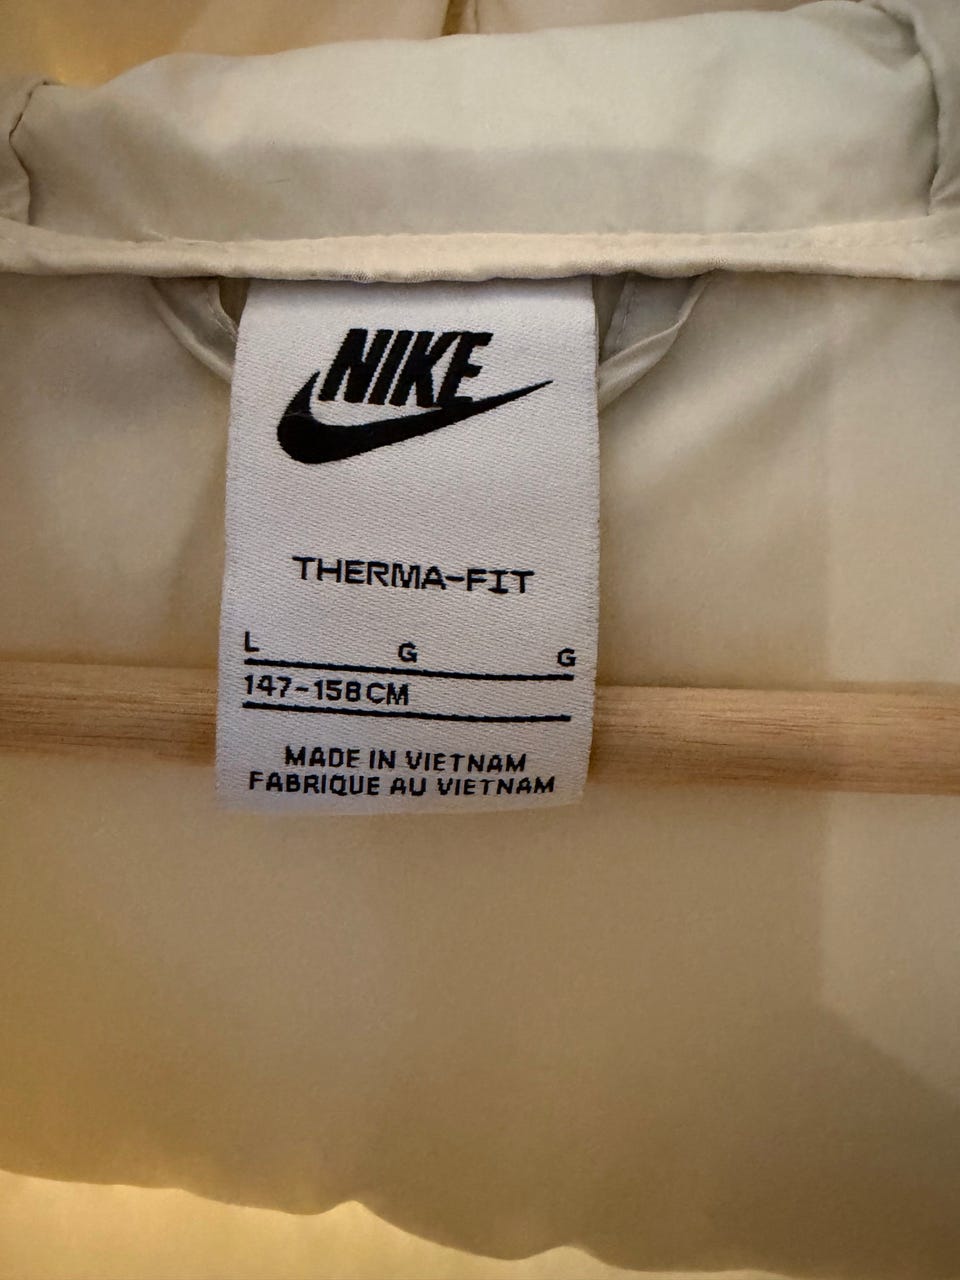 NIKE
THERMA-FIT
L G G
147-158CM
MADE IN VIETNAM
FABRIQUE AU VIETNAM